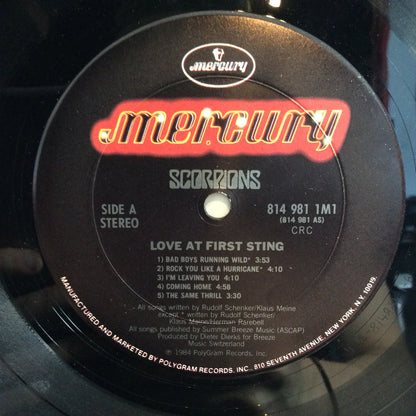 mercury
mercury
SCORPIONS
SIDE A
STEREO
814 981 1M1
(814 981 AS)
CRC
LOVE AT FIRST STING
1) BAD BOYS RUNNING WILD* 3:53
2) ROCK YOU LIKE A HURRICANE* 4:10
3) I'M LEAVING YOU 4:10
4) COMING HOME 4:58
5) THE SAME THRILL 3:30
All songs written by Rudolf Schenker/Klaus Meine
except * written by Rudolf Schenker/
Klaus Meine/Herman Rarebell
All songs published by Summer Breeze Music (ASCAP)
Produced by Dieter Dierks for Breeze
Music Switzerland
℗ 1984 PolyGram Records, Inc.
MANUFACTURED AND MARKETED BY POLYGRAM RECORDS, INC., 810 SEVENTH AVENUE, NEW YORK, N.Y. 10019.